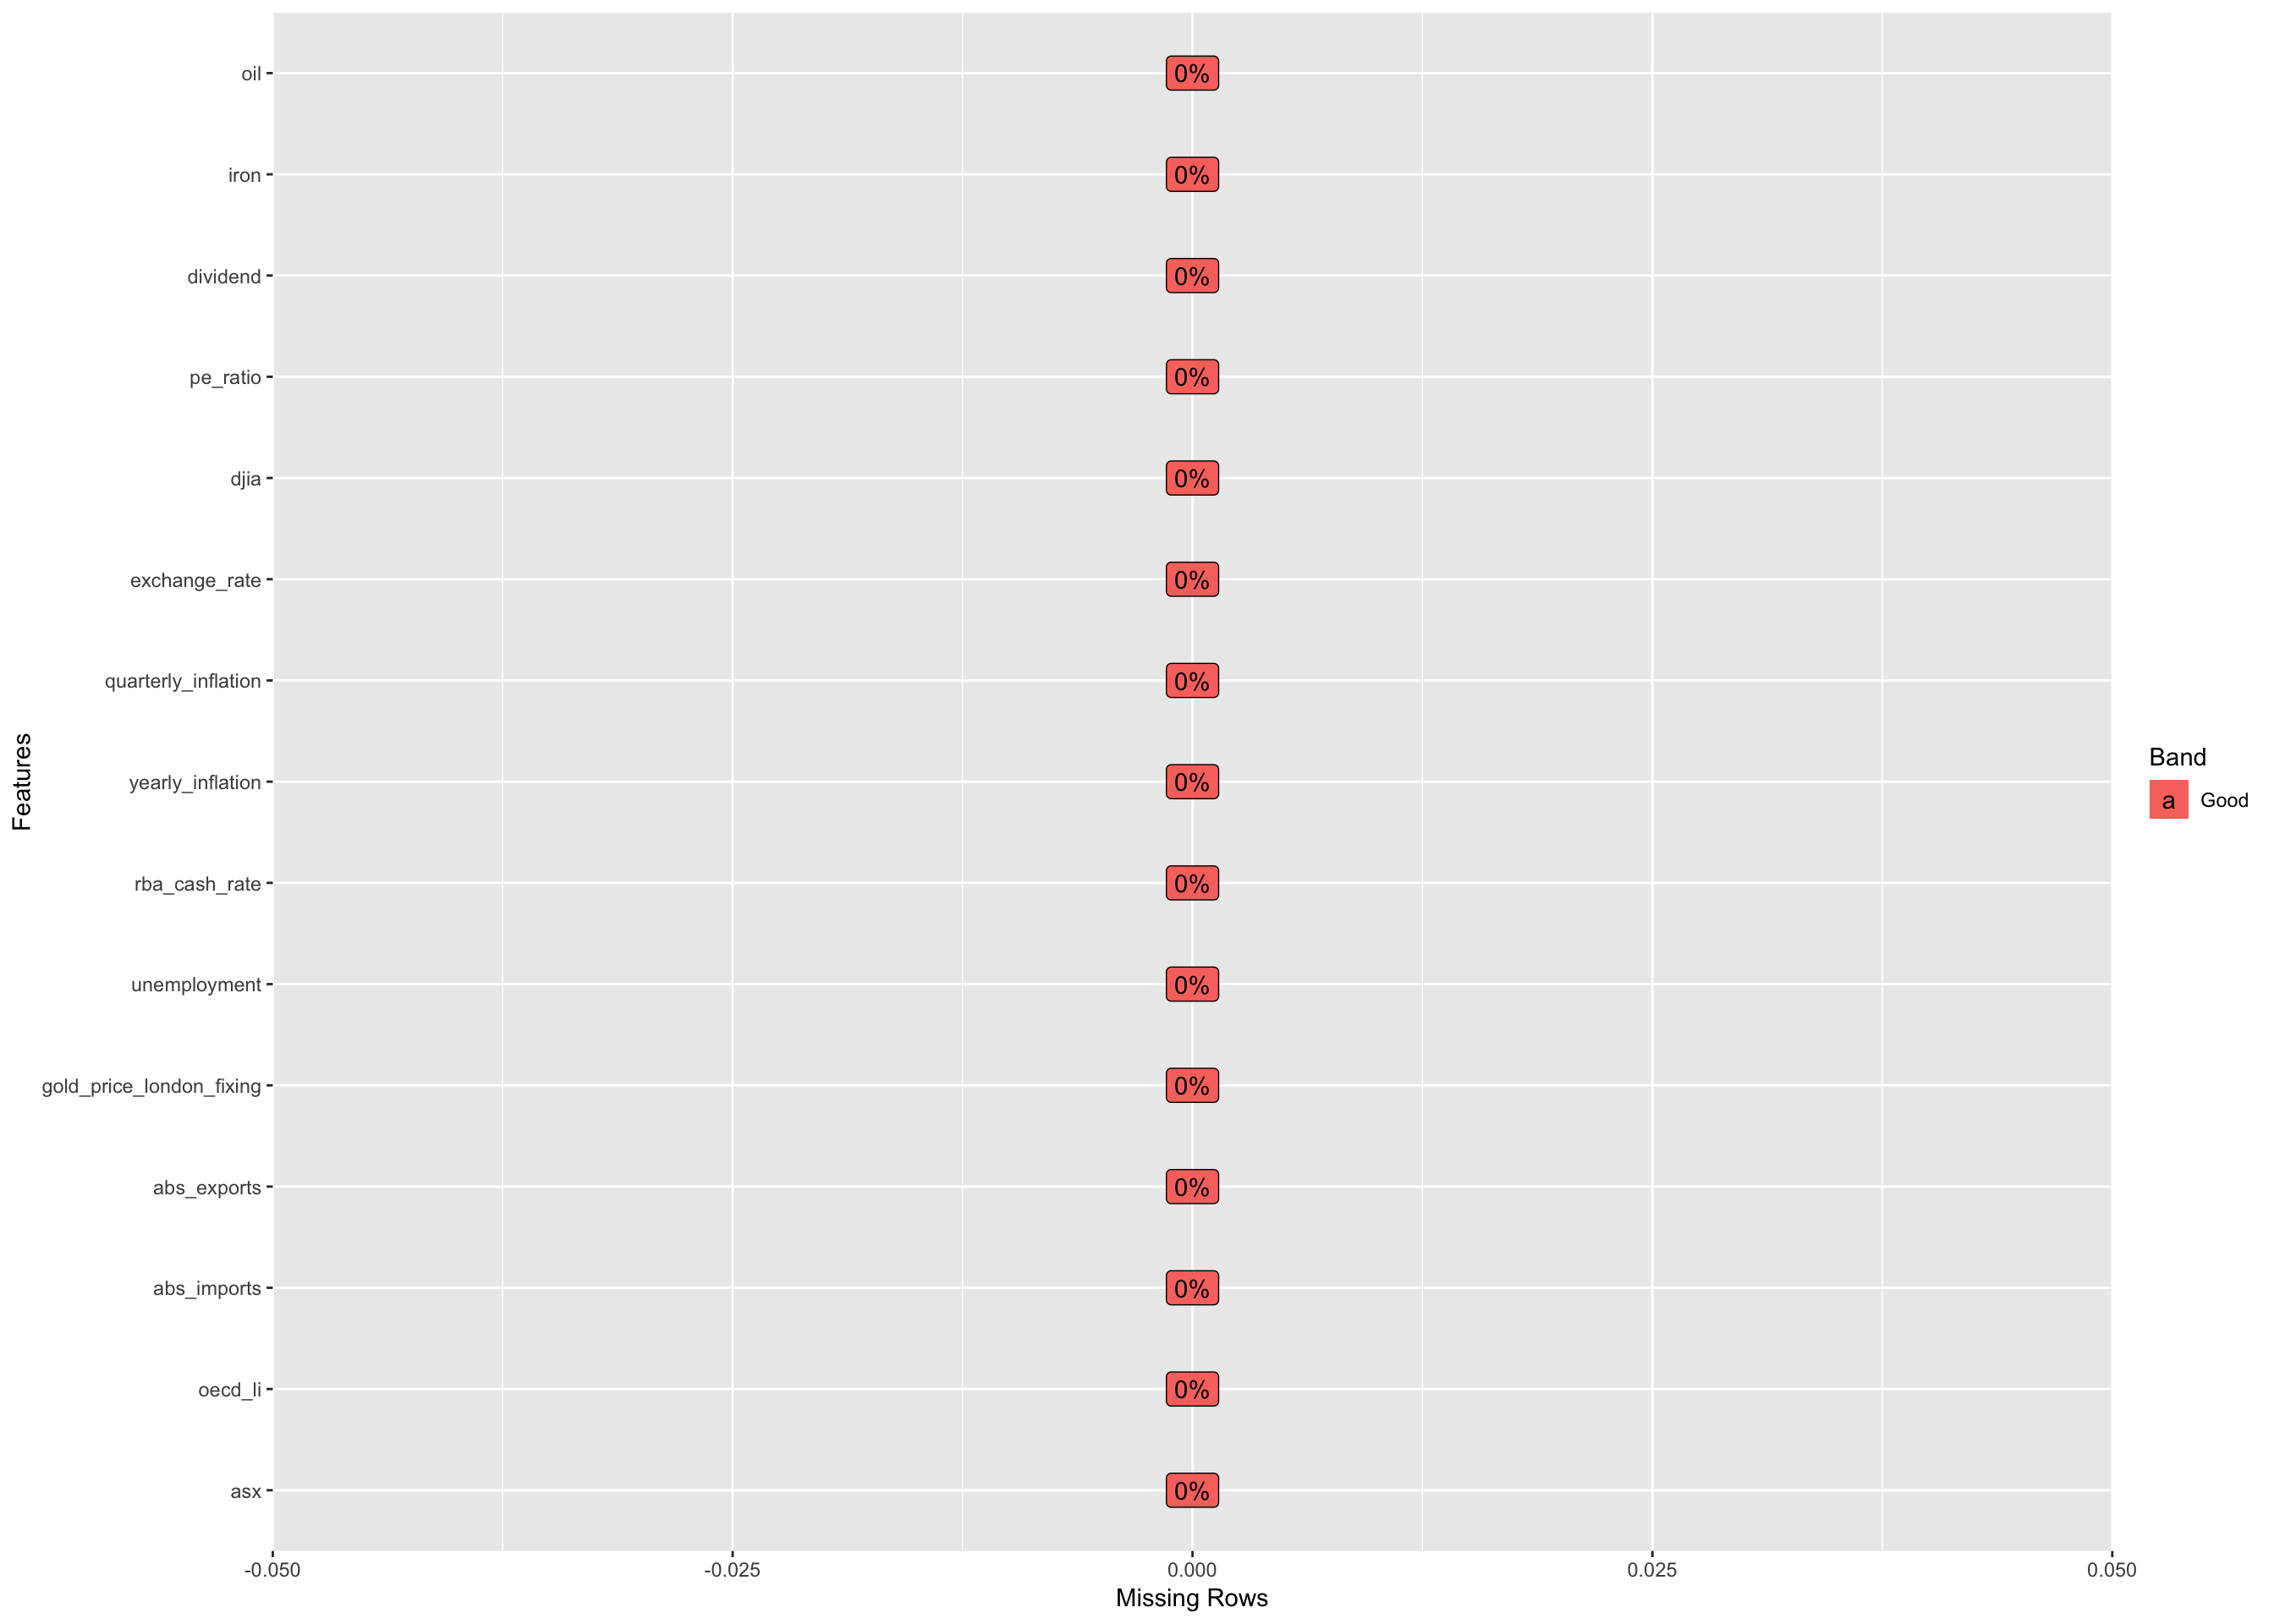 oil 0%
iron 0%
dividend 0%
pe_ratio 0%
djia 0%
exchange_rate 0%
quarterly_inflation 0%
yearly_inflation 0%
rba_cash_rate 0%
unemployment 0%
gold_price_london_fixing 0%
abs_exports 0%
abs_imports 0%
oecd_li 0%
asx 0%
Features
-0.050 -0.025 0.000 0.025 0.050
Missing Rows
Band
a Good